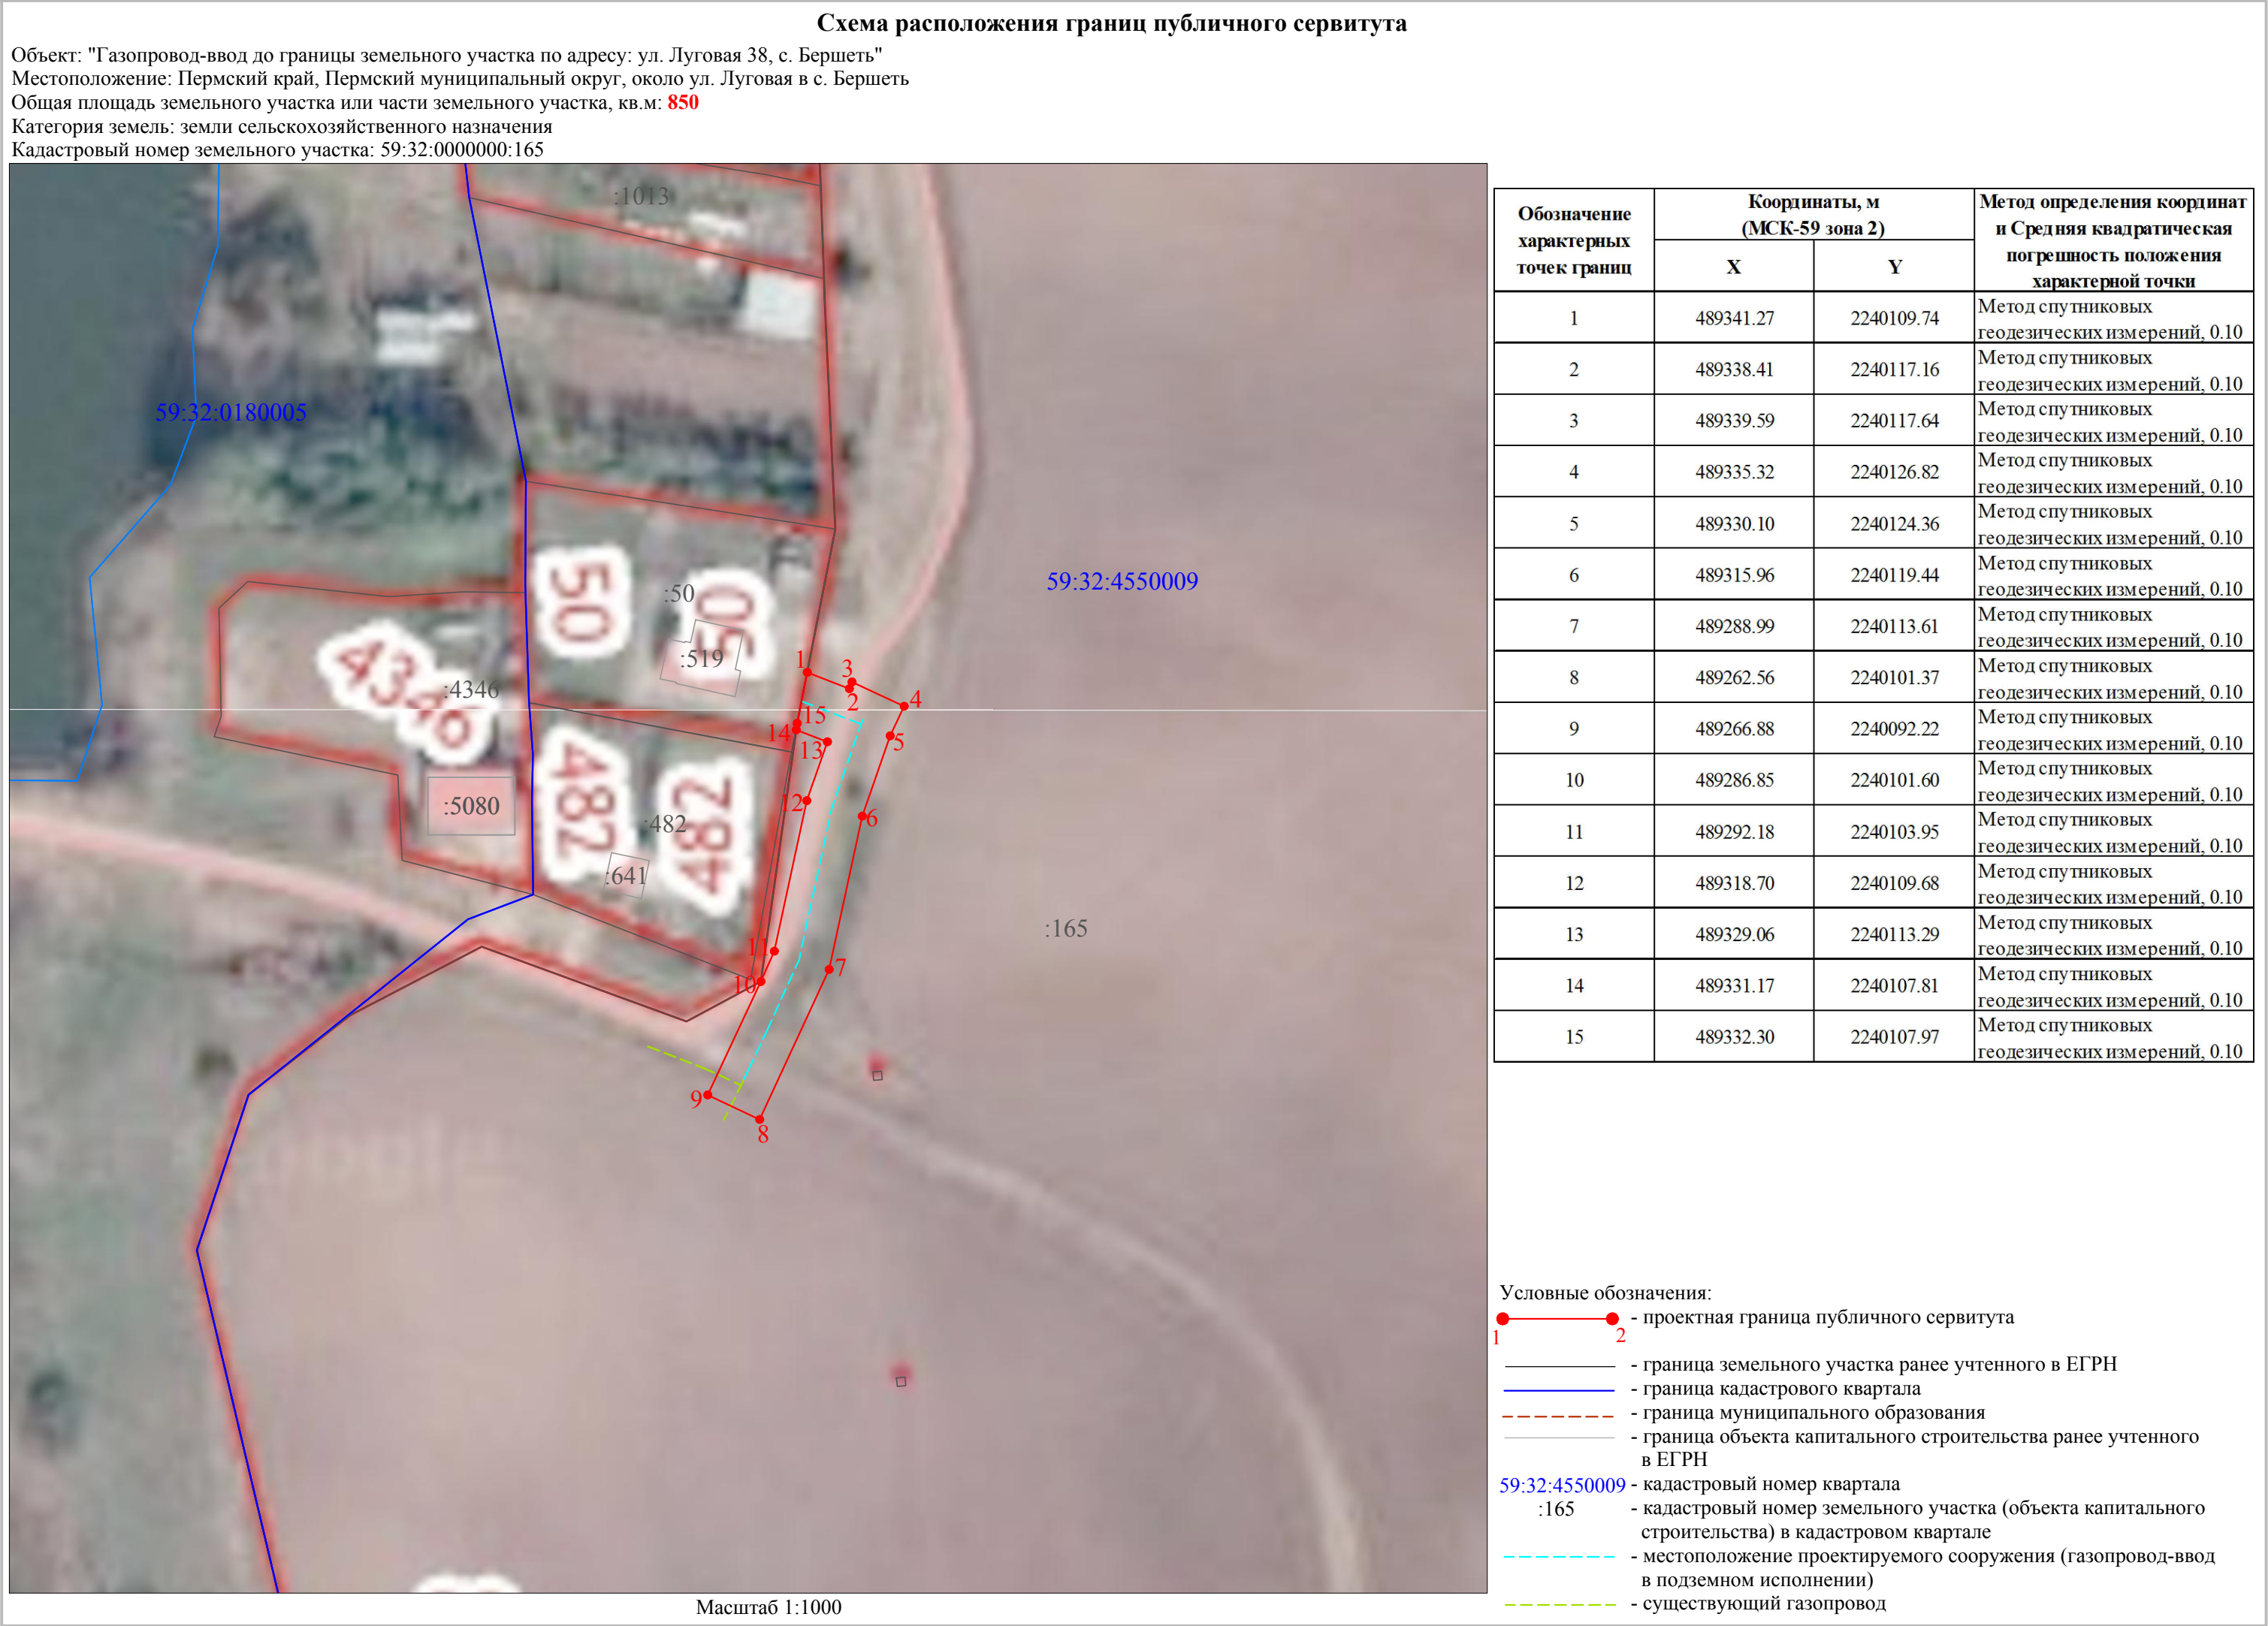 Схема расположения границ публичного сервитута
Объект: "Газопровод-ввод до границы земельного участка по адресу: ул. Луговая 38, с. Бершеть"
Местоположение: Пермский край, Пермский муниципальный округ, около ул. Луговая в с. Бершеть
Общая площадь земельного участка или части земельного участка, кв.м: 850
Категория земель: земли сельскохозяйственного назначения
Кадастровый номер земельного участка: 59:32:0000000:165
:1013
59:32:0180005
59:32:4550009
50
50
:50
:519
4346
:4346
:5080
482
482
:482
:641
:165
1
2
3
4
5
6
7
8
9
10
11
12
13
14
15
Масштаб 1:1000
Обозначение
характерных
точек границ
Координаты, м
(МСК-59 зона 2)
X Y
Метод определения координат
и Средняя квадратическая
погрешность положения
характерной точки
1 489341.27 2240109.74 Метод спутниковых
геодезических измерений, 0.10
2 489338.41 2240117.16 Метод спутниковых
геодезических измерений, 0.10
3 489339.59 2240117.64 Метод спутниковых
геодезических измерений, 0.10
4 489335.32 2240126.82 Метод спутниковых
геодезических измерений, 0.10
5 489330.10 2240124.36 Метод спутниковых
геодезических измерений, 0.10
6 489315.96 2240119.44 Метод спутниковых
геодезических измерений, 0.10
7 489288.99 2240113.61 Метод спутниковых
геодезических измерений, 0.10
8 489262.56 2240101.37 Метод спутниковых
геодезических измерений, 0.10
9 489266.88 2240092.22 Метод спутниковых
геодезических измерений, 0.10
10 489286.85 2240101.60 Метод спутниковых
геодезических измерений, 0.10
11 489292.18 2240103.95 Метод спутниковых
геодезических измерений, 0.10
12 489318.70 2240109.68 Метод спутниковых
геодезических измерений, 0.10
13 489329.06 2240113.29 Метод спутниковых
геодезических измерений, 0.10
14 489331.17 2240107.81 Метод спутниковых
геодезических измерений, 0.10
15 489332.30 2240107.97 Метод спутниковых
геодезических измерений, 0.10
Условные обозначения:
1 2 - проектная граница публичного сервитута
- граница земельного участка ранее учтенного в ЕГРН
- граница кадастрового квартала
- граница муниципального образования
- граница объекта капитального строительства ранее учтенного
в ЕГРН
59:32:4550009 - кадастровый номер квартала
:165 - кадастровый номер земельного участка (объекта капитального
строительства) в кадастровом квартале
- местоположение проектируемого сооружения (газопровод-ввод
в подземном исполнении)
- существующий газопровод